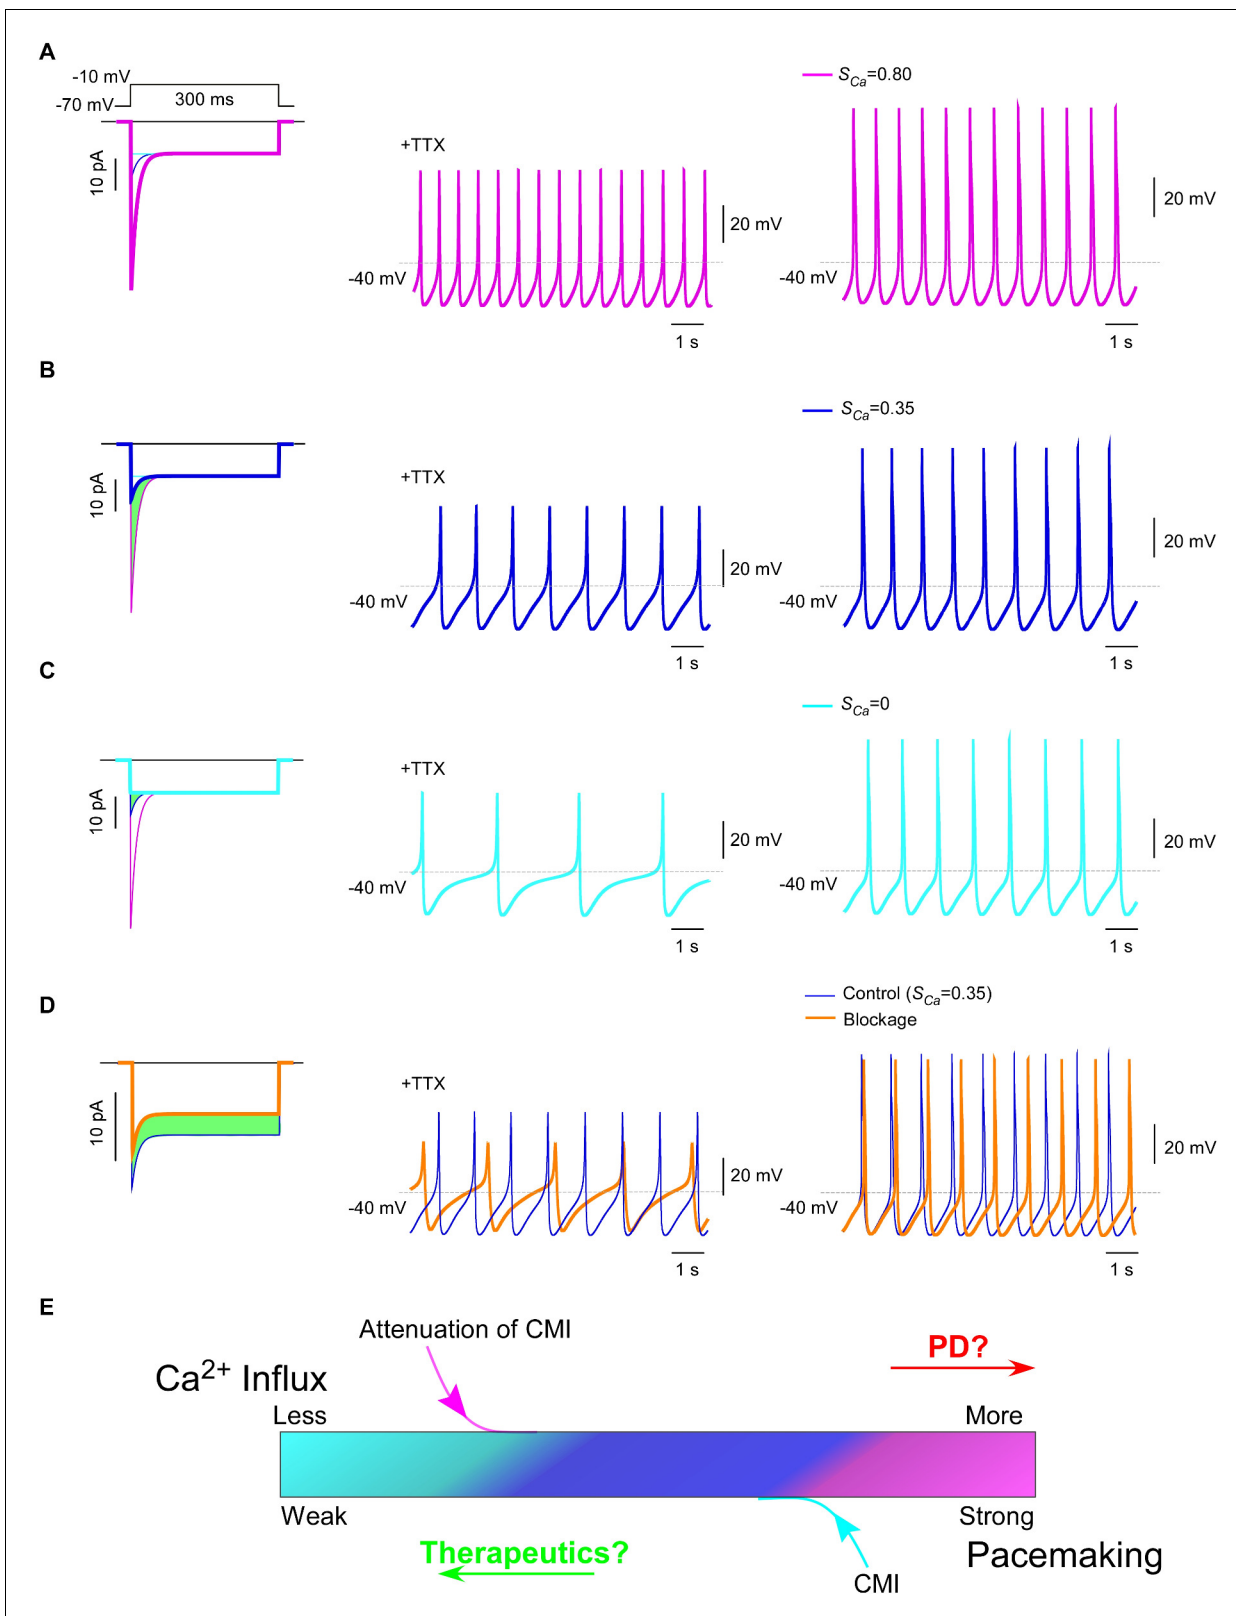 A
-10 mV
-70 mV
300 ms
10 pA
+TTX
-40 mV
20 mV
1 s
S_Ca=0.80
-40 mV
20 mV
1 s
B
10 pA
+TTX
-40 mV
20 mV
1 s
S_Ca=0.35
-40 mV
20 mV
1 s
C
10 pA
+TTX
-40 mV
20 mV
1 s
S_Ca=0
-40 mV
20 mV
1 s
D
10 pA
+TTX
-40 mV
20 mV
1 s
Control (S_Ca=0.35)
Blockage
-40 mV
20 mV
1 s
E
Attenuation of CMI
PD?
Ca²⁺ Influx
Less
More
Weak
Strong
Therapeutics?
Pacemaking
CMI